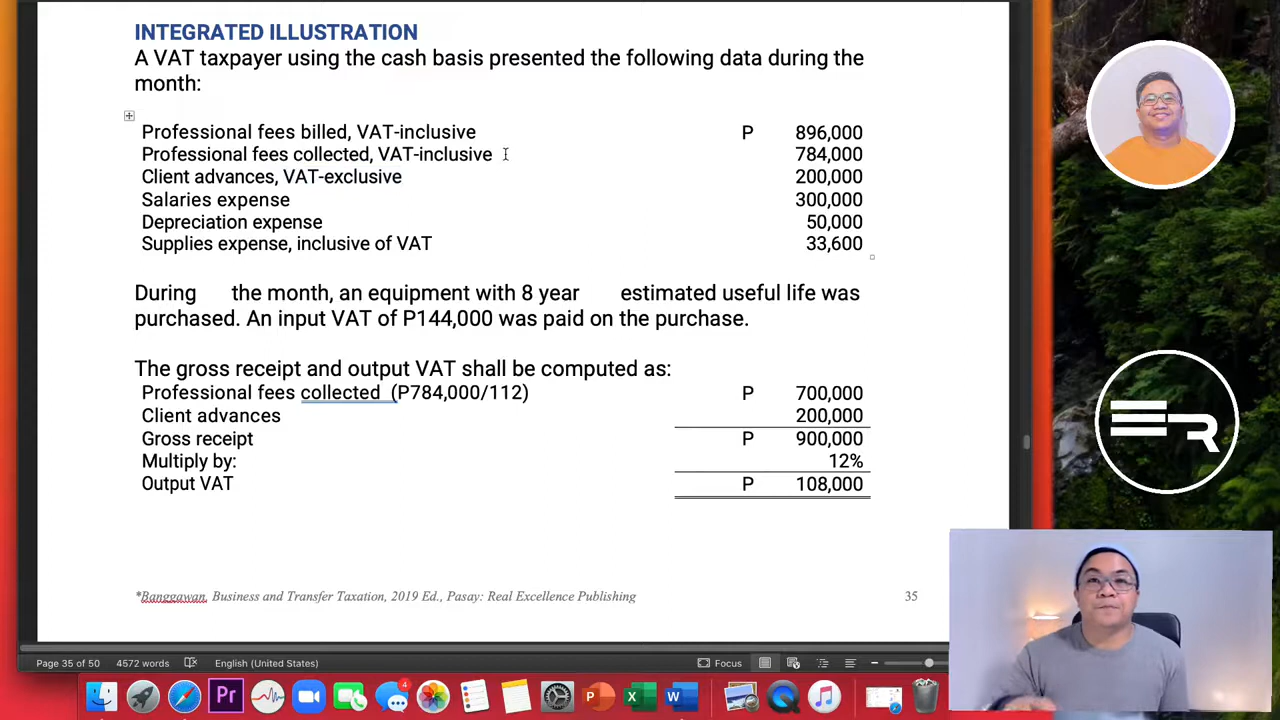 INTEGRATED ILLUSTRATION
A VAT taxpayer using the cash basis presented the following data during the
month:
Professional fees billed, VAT-inclusive P 896,000
Professional fees collected, VAT-inclusive 784,000
Client advances, VAT-exclusive 200,000
Salaries expense 300,000
Depreciation expense 50,000
Supplies expense, inclusive of VAT 33,600
During the month, an equipment with 8 year estimated useful life was
purchased. An input VAT of P144,000 was paid on the purchase.
The gross receipt and output VAT shall be computed as:
Professional fees collected (P784,000/112) P 700,000
Client advances 200,000
Gross receipt P 900,000
Multiply by: 12%
Output VAT P 108,000
*Banggawan, Business and Transfer Taxation, 2019 Ed., Pasay: Real Excellence Publishing 35
Page 35 of 50 4572 words English (United States) Focus
Pr 4 P X W
ER